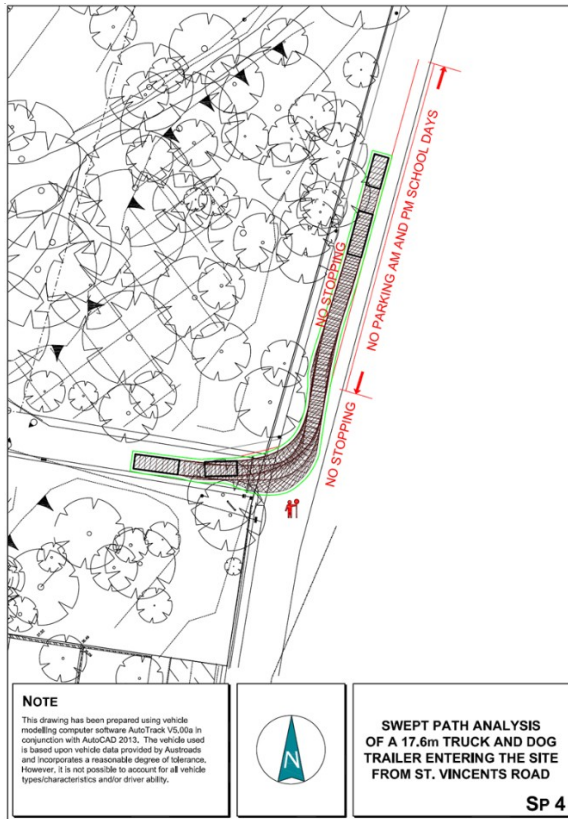 NO PARKING AM AND PM SCHOOL DAYS
NO STOPPING
NO STOPPING
NOTE
This drawing has been prepared using vehicle
modelling computer software AutoTrack V5.00a in
conjunction with AutoCAD 2013. The vehicle used
is based upon vehicle data provided by Austroads
and incorporates a reasonable degree of tolerance.
However, it is not possible to account for all vehicle
types/characteristics and/or driver ability.
N
SWEPT PATH ANALYSIS
OF A 17.6m TRUCK AND DOG
TRAILER ENTERING THE SITE
FROM ST. VINCENTS ROAD
SP 4